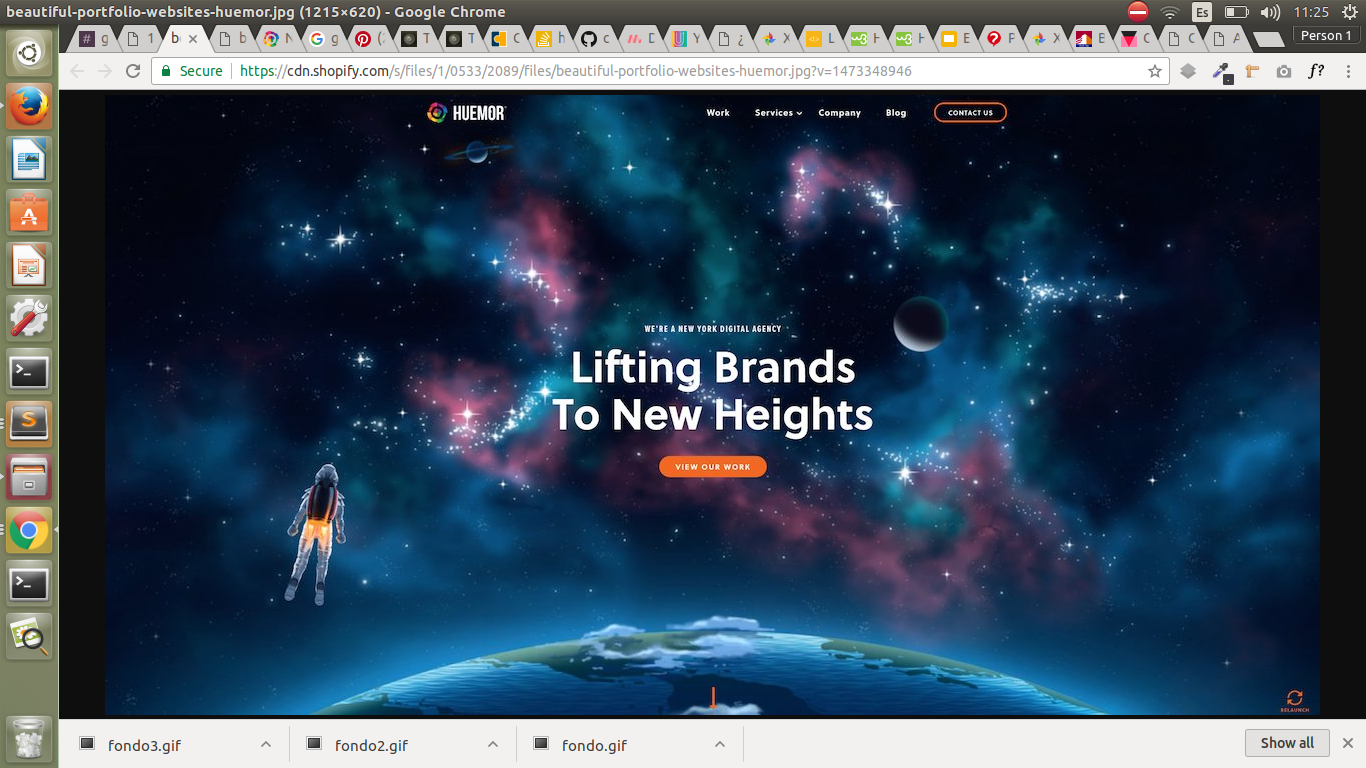 beautiful-portfolio-websites-huemor.jpg (1215×620) - Google Chrome
Es
11:25
Person 1
Secure
https://cdn.shopify.com/s/files/1/0533/2089/files/beautiful-portfolio-websites-huemor.jpg?v=1473348946
f?
HUEMOR
Work
Services
Company
Blog
CONTACT US
WE'RE A NEW YORK DIGITAL AGENCY
Lifting Brands
To New Heights
VIEW OUR WORK
RELAUNCH
fondo3.gif
fondo2.gif
fondo.gif
Show all